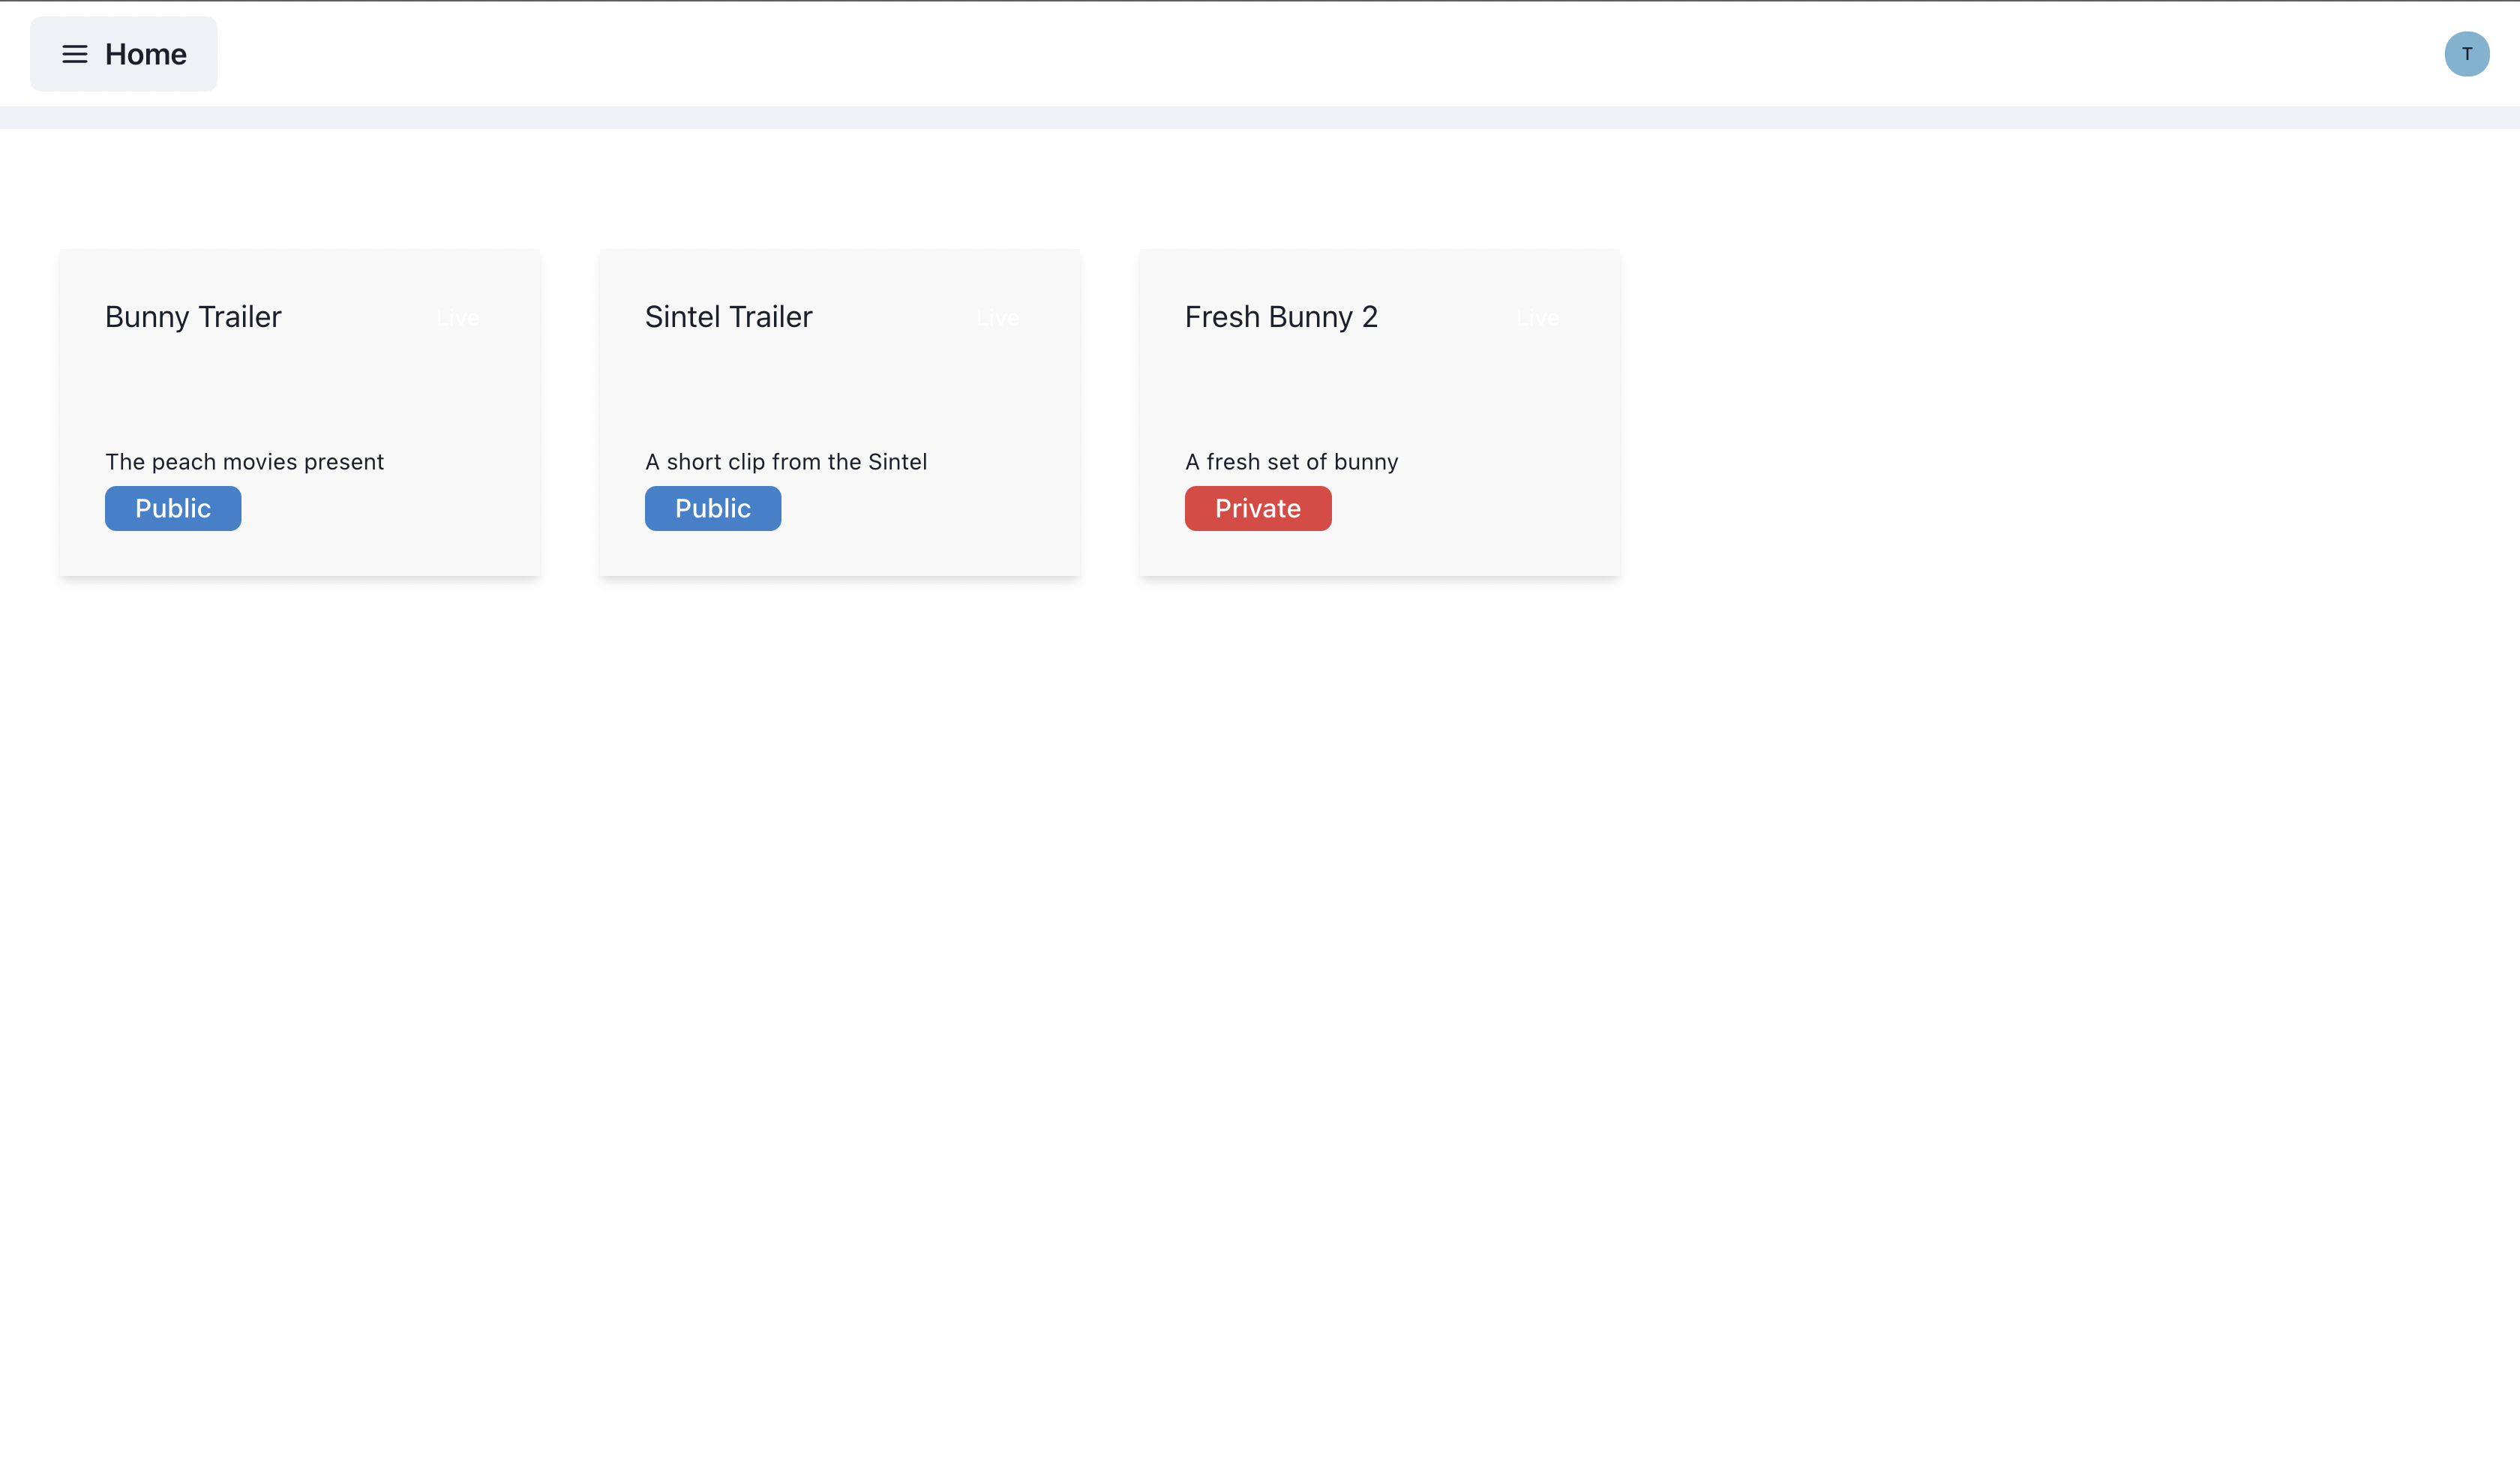 Home
T
Bunny Trailer
Live
The peach movies present
Public
Sintel Trailer
Live
A short clip from the Sintel
Public
Fresh Bunny 2
Live
A fresh set of bunny
Private